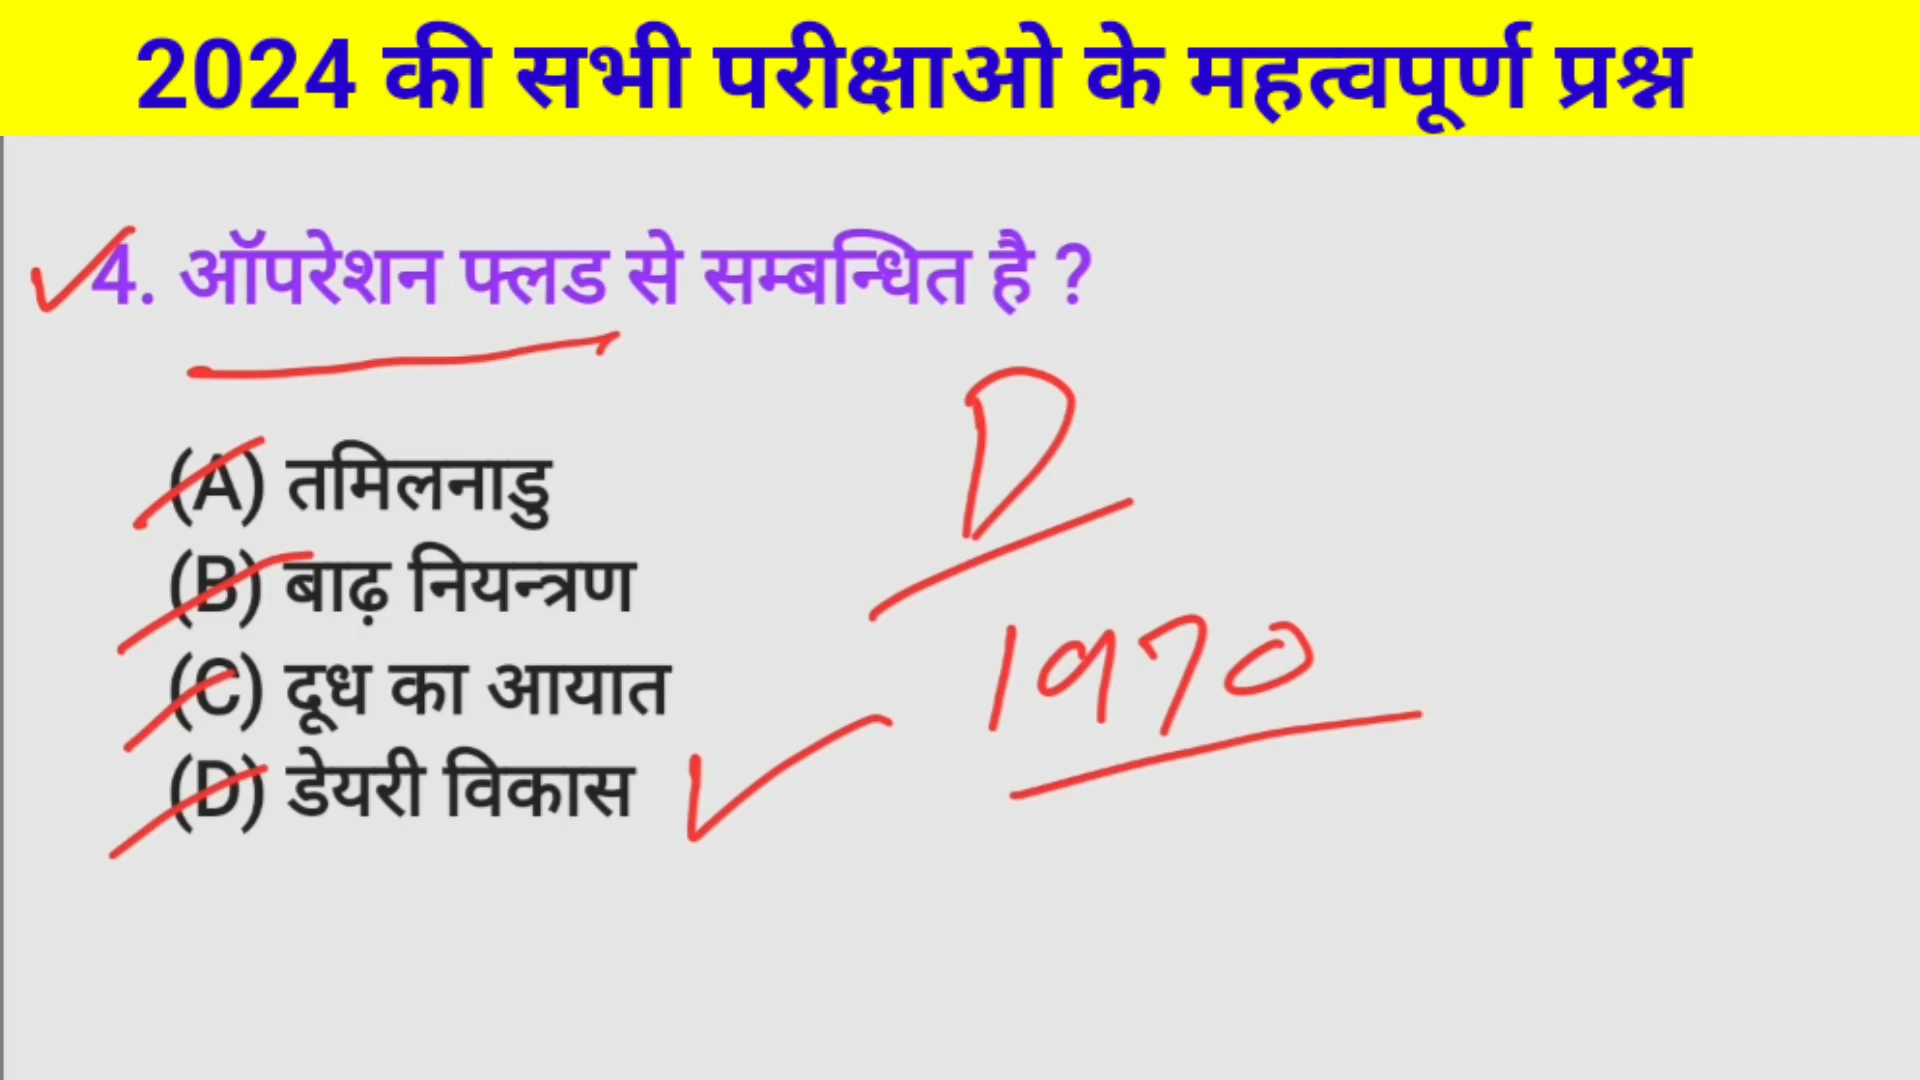 2024 की सभी परीक्षाओ के महत्वपूर्ण प्रश्न
4. ऑपरेशन फ्लड से सम्बन्धित है ?
(A) तमिलनाडु
(B) बाढ़ नियन्त्रण
(C) दूध का आयात
(D) डेयरी विकास
D
1970